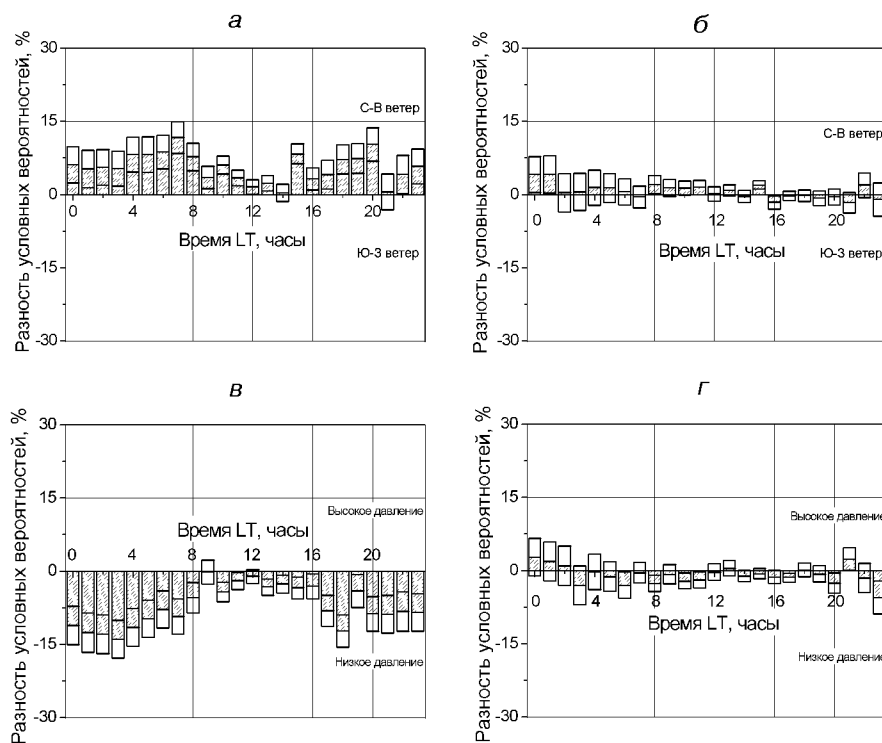 а
Разность условных вероятностей, %
30
15
0
-15
-30
С-В ветер
0 4 8 12 16 20
Время LT, часы
Ю-З ветер
б
Разность условных вероятностей, %
30
15
0
-15
-30
С-В ветер
0 4 8 12 16 20
Время LT, часы
Ю-З ветер
в
Разность условных вероятностей, %
30
15
0
-15
-30
Высокое давление
Время LT, часы
0 4 8 12 16 20
Низкое давление
г
Разность условных вероятностей, %
30
15
0
-15
-30
Высокое давление
0 4 8 12 16 20
Время LT, часы
Низкое давление